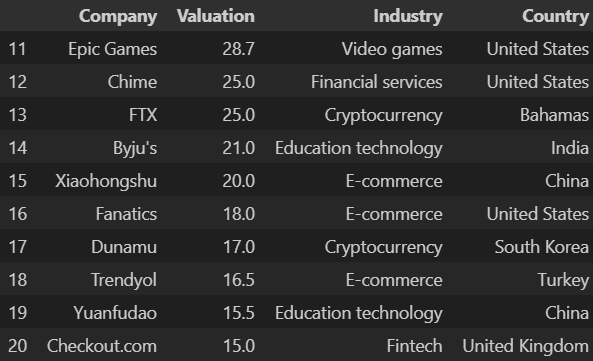 Company Valuation Industry Country
11 Epic Games 28.7 Video games United States
12 Chime 25.0 Financial services United States
13 FTX 25.0 Cryptocurrency Bahamas
14 Byju's 21.0 Education technology India
15 Xiaohongshu 20.0 E-commerce China
16 Fanatics 18.0 E-commerce United States
17 Dunamu 17.0 Cryptocurrency South Korea
18 Trendyol 16.5 E-commerce Turkey
19 Yuanfudao 15.5 Education technology China
20 Checkout.com 15.0 Fintech United Kingdom